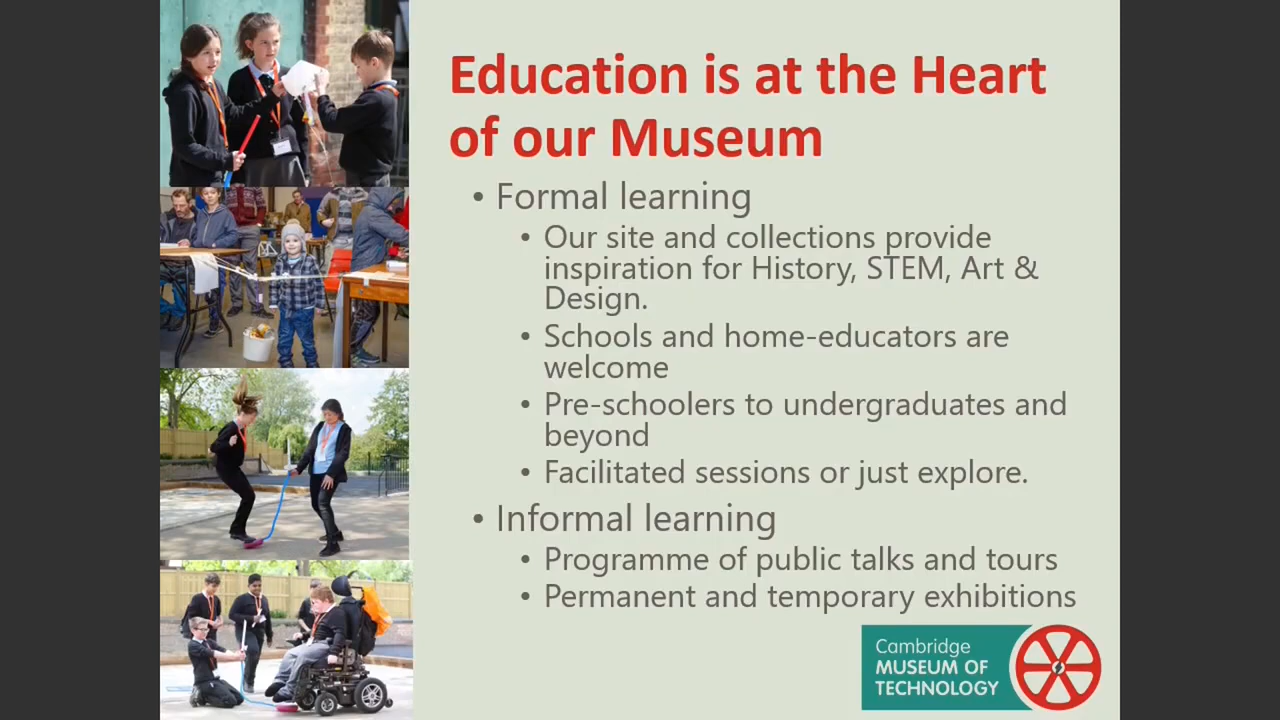 Education is at the Heart
of our Museum
• Formal learning
• Our site and collections provide
inspiration for History, STEM, Art &
Design.
• Schools and home-educators are
welcome
• Pre-schoolers to undergraduates and
beyond
• Facilitated sessions or just explore.
• Informal learning
• Programme of public talks and tours
• Permanent and temporary exhibitions
Cambridge
MUSEUM OF
TECHNOLOGY